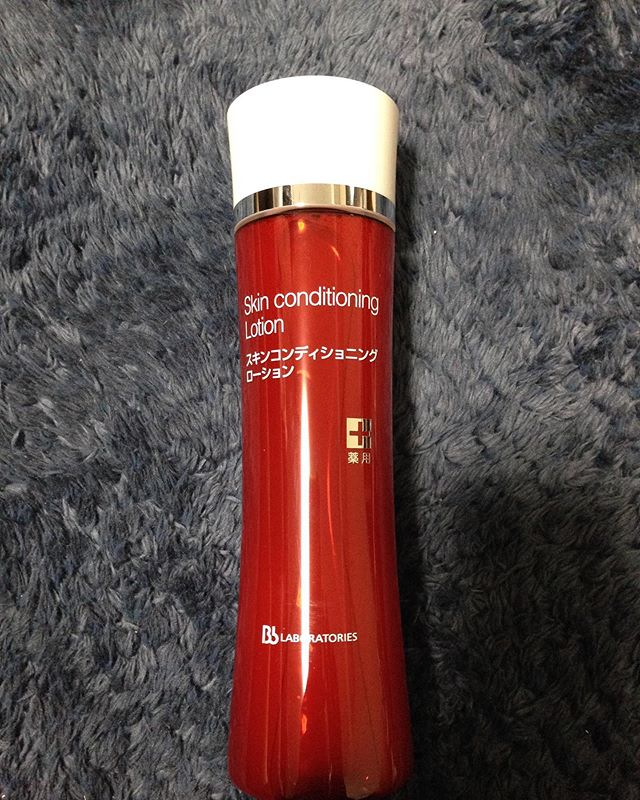 Skin conditioning
Lotion
スキンコンディショニング
ローション
薬用
Bb LABORATORIES